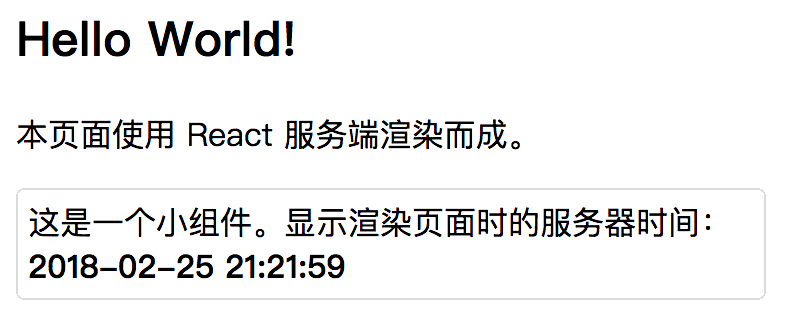 Hello World!
本页面使用 React 服务端渲染而成。
这是一个小组件。显示渲染页面时的服务器时间：
2018-02-25 21:21:59